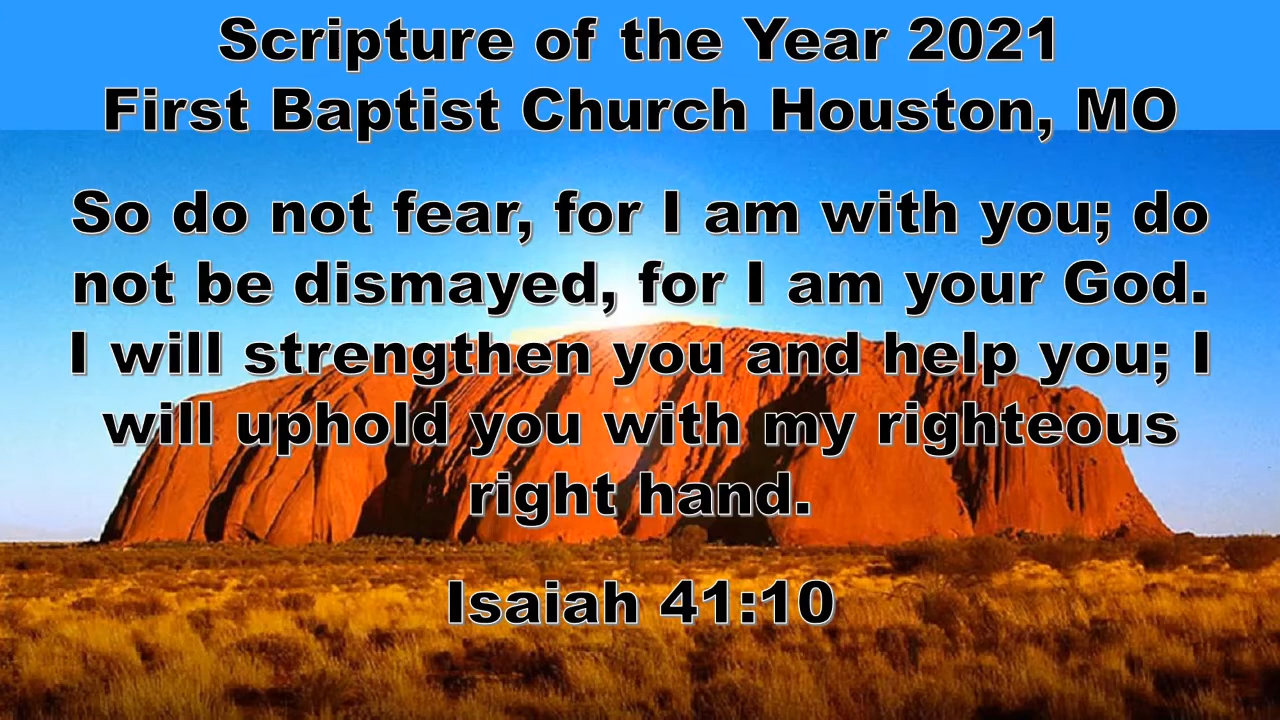 Scripture of the Year 2021
First Baptist Church Houston, MO
So do not fear, for I am with you; do
not be dismayed, for I am your God.
I will strengthen you and help you; I
will uphold you with my righteous
right hand.
Isaiah 41:10